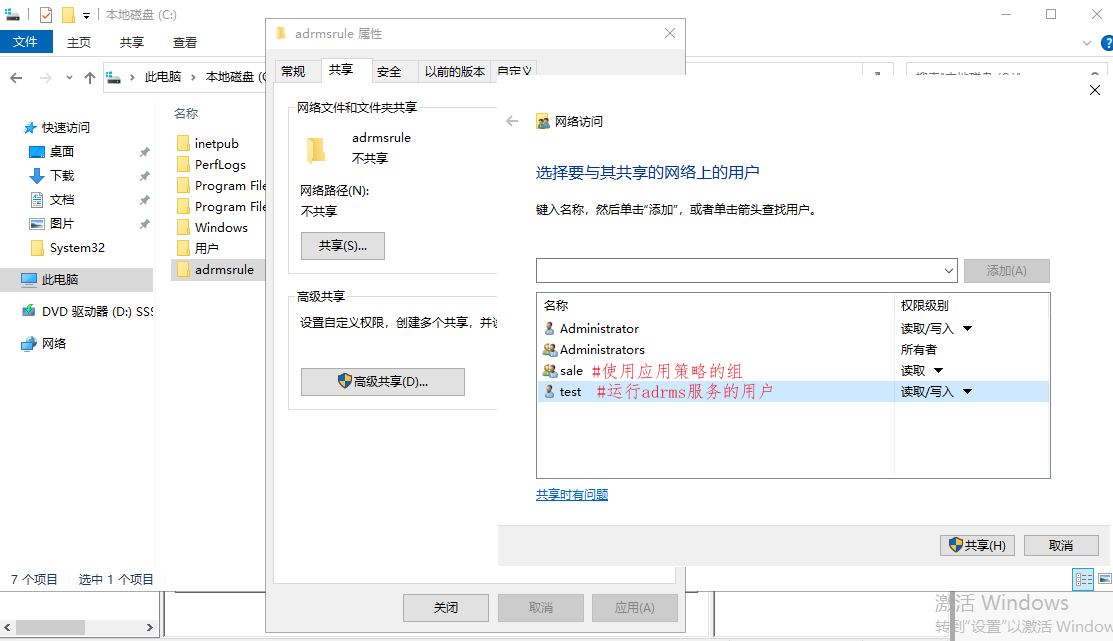 本地磁盘 (C:)
文件 主页 共享 查看
此电脑 本地磁盘
快速访问
桌面
下载
文档
图片
System32
此电脑
DVD 驱动器 (D:) SS
网络
7 个项目 选中 1 个项目
名称
inetpub
PerfLogs
Program File
Program File
Windows
用户
adrmsrule
adrmsrule 属性
常规 共享 安全 以前的版本 自定义
网络文件和文件夹共享
adrmsrule
不共享
网络路径(N):
不共享
共享(S)...
高级共享
设置自定义权限，创建多个共享，并
高级共享(D)...
关闭 取消 应用(A)
网络访问
选择要与其共享的网络上的用户
键入名称，然后单击“添加”，或者单击箭头查找用户。
添加(A)
名称 权限级别
Administrator 读取/写入
Administrators 所有者
sale #使用应用策略的组 读取
test #运行adrms服务的用户 读取/写入
共享时有问题
共享(H) 取消
激活 Windows
转到“设置”以激活 Window